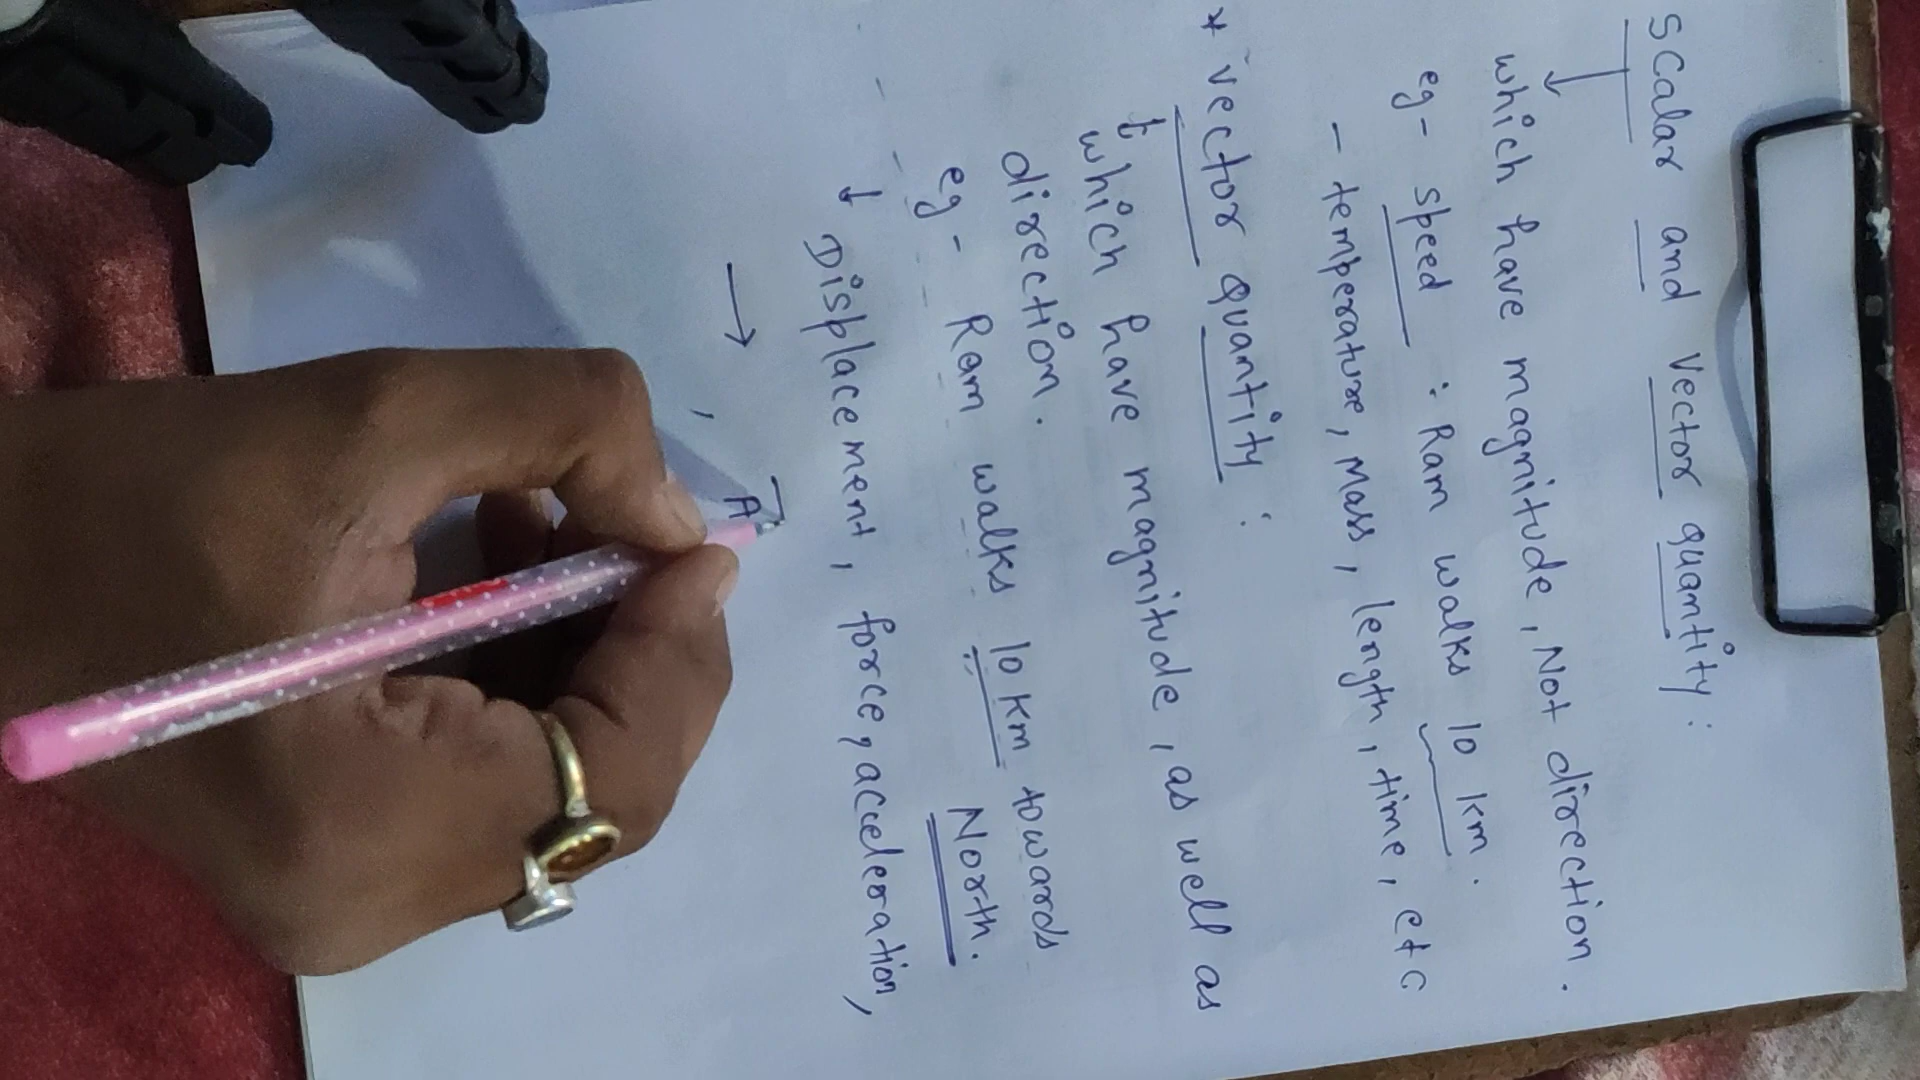 Scalar and Vector quantity:
↓
which have magnitude, Not direction.
eg- speed : Ram walks 10 km.
- temperature, Mass, length, time, etc
* Vector quantity:
↓
which have magnitude, as well as
direction.
eg- Ram walks 10 km towards
North.
↓ Displacement, force, acceleration,
→ , A